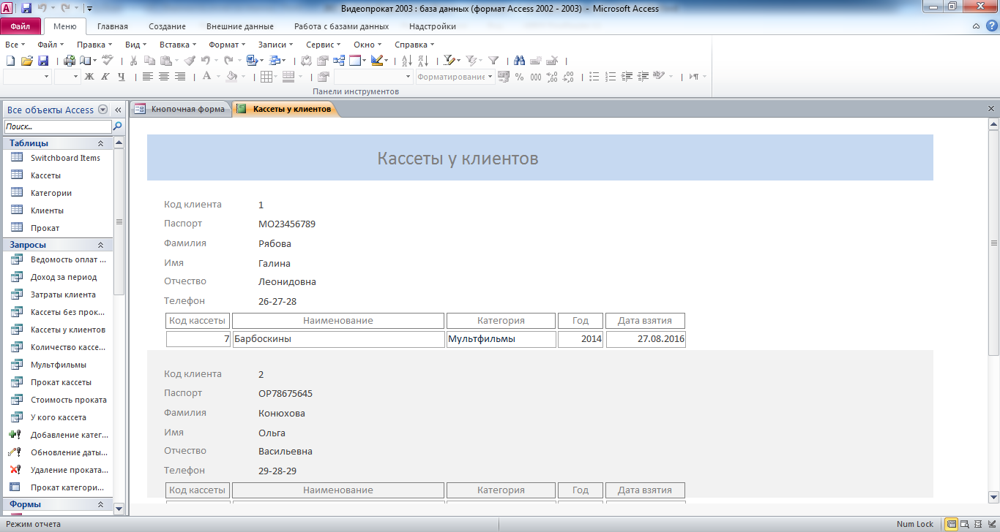 Видеопрокат 2003 : база данных (формат Access 2002 - 2003) - Microsoft Access
Файл Меню Главная Создание Внешние данные Работа с базами данных Надстройки
Все Файл Правка Вид Вставка Формат Записи Сервис Окно Справка
Ж К Ч А Форматирование % 000
Панели инструментов
Все объекты Access
Кнопочная форма Кассеты у клиентов
Поиск...
Таблицы
Switchboard Items
Кассеты
Категории
Клиенты
Прокат
Запросы
Ведомость оплат ...
Доход за период
Затраты клиента
Кассеты без прок...
Кассеты у клиентов
Количество кассе...
Мультфильмы
Прокат кассеты
Стоимость проката
У кого кассета
Добавление катег...
Обновление даты...
Удаление проката...
Прокат категори...
Формы
Кассеты у клиентов
Код клиента 1
Паспорт МО23456789
Фамилия Рябова
Имя Галина
Отчество Леонидовна
Телефон 26-27-28
Код кассеты Наименование Категория Год Дата взятия
7 Барбоскины Мультфильмы 2014 27.08.2016
Код клиента 2
Паспорт ОР78675645
Фамилия Конюхова
Имя Ольга
Отчество Васильевна
Телефон 29-28-29
Код кассеты Наименование Категория Год Дата взятия
Режим отчета Num Lock